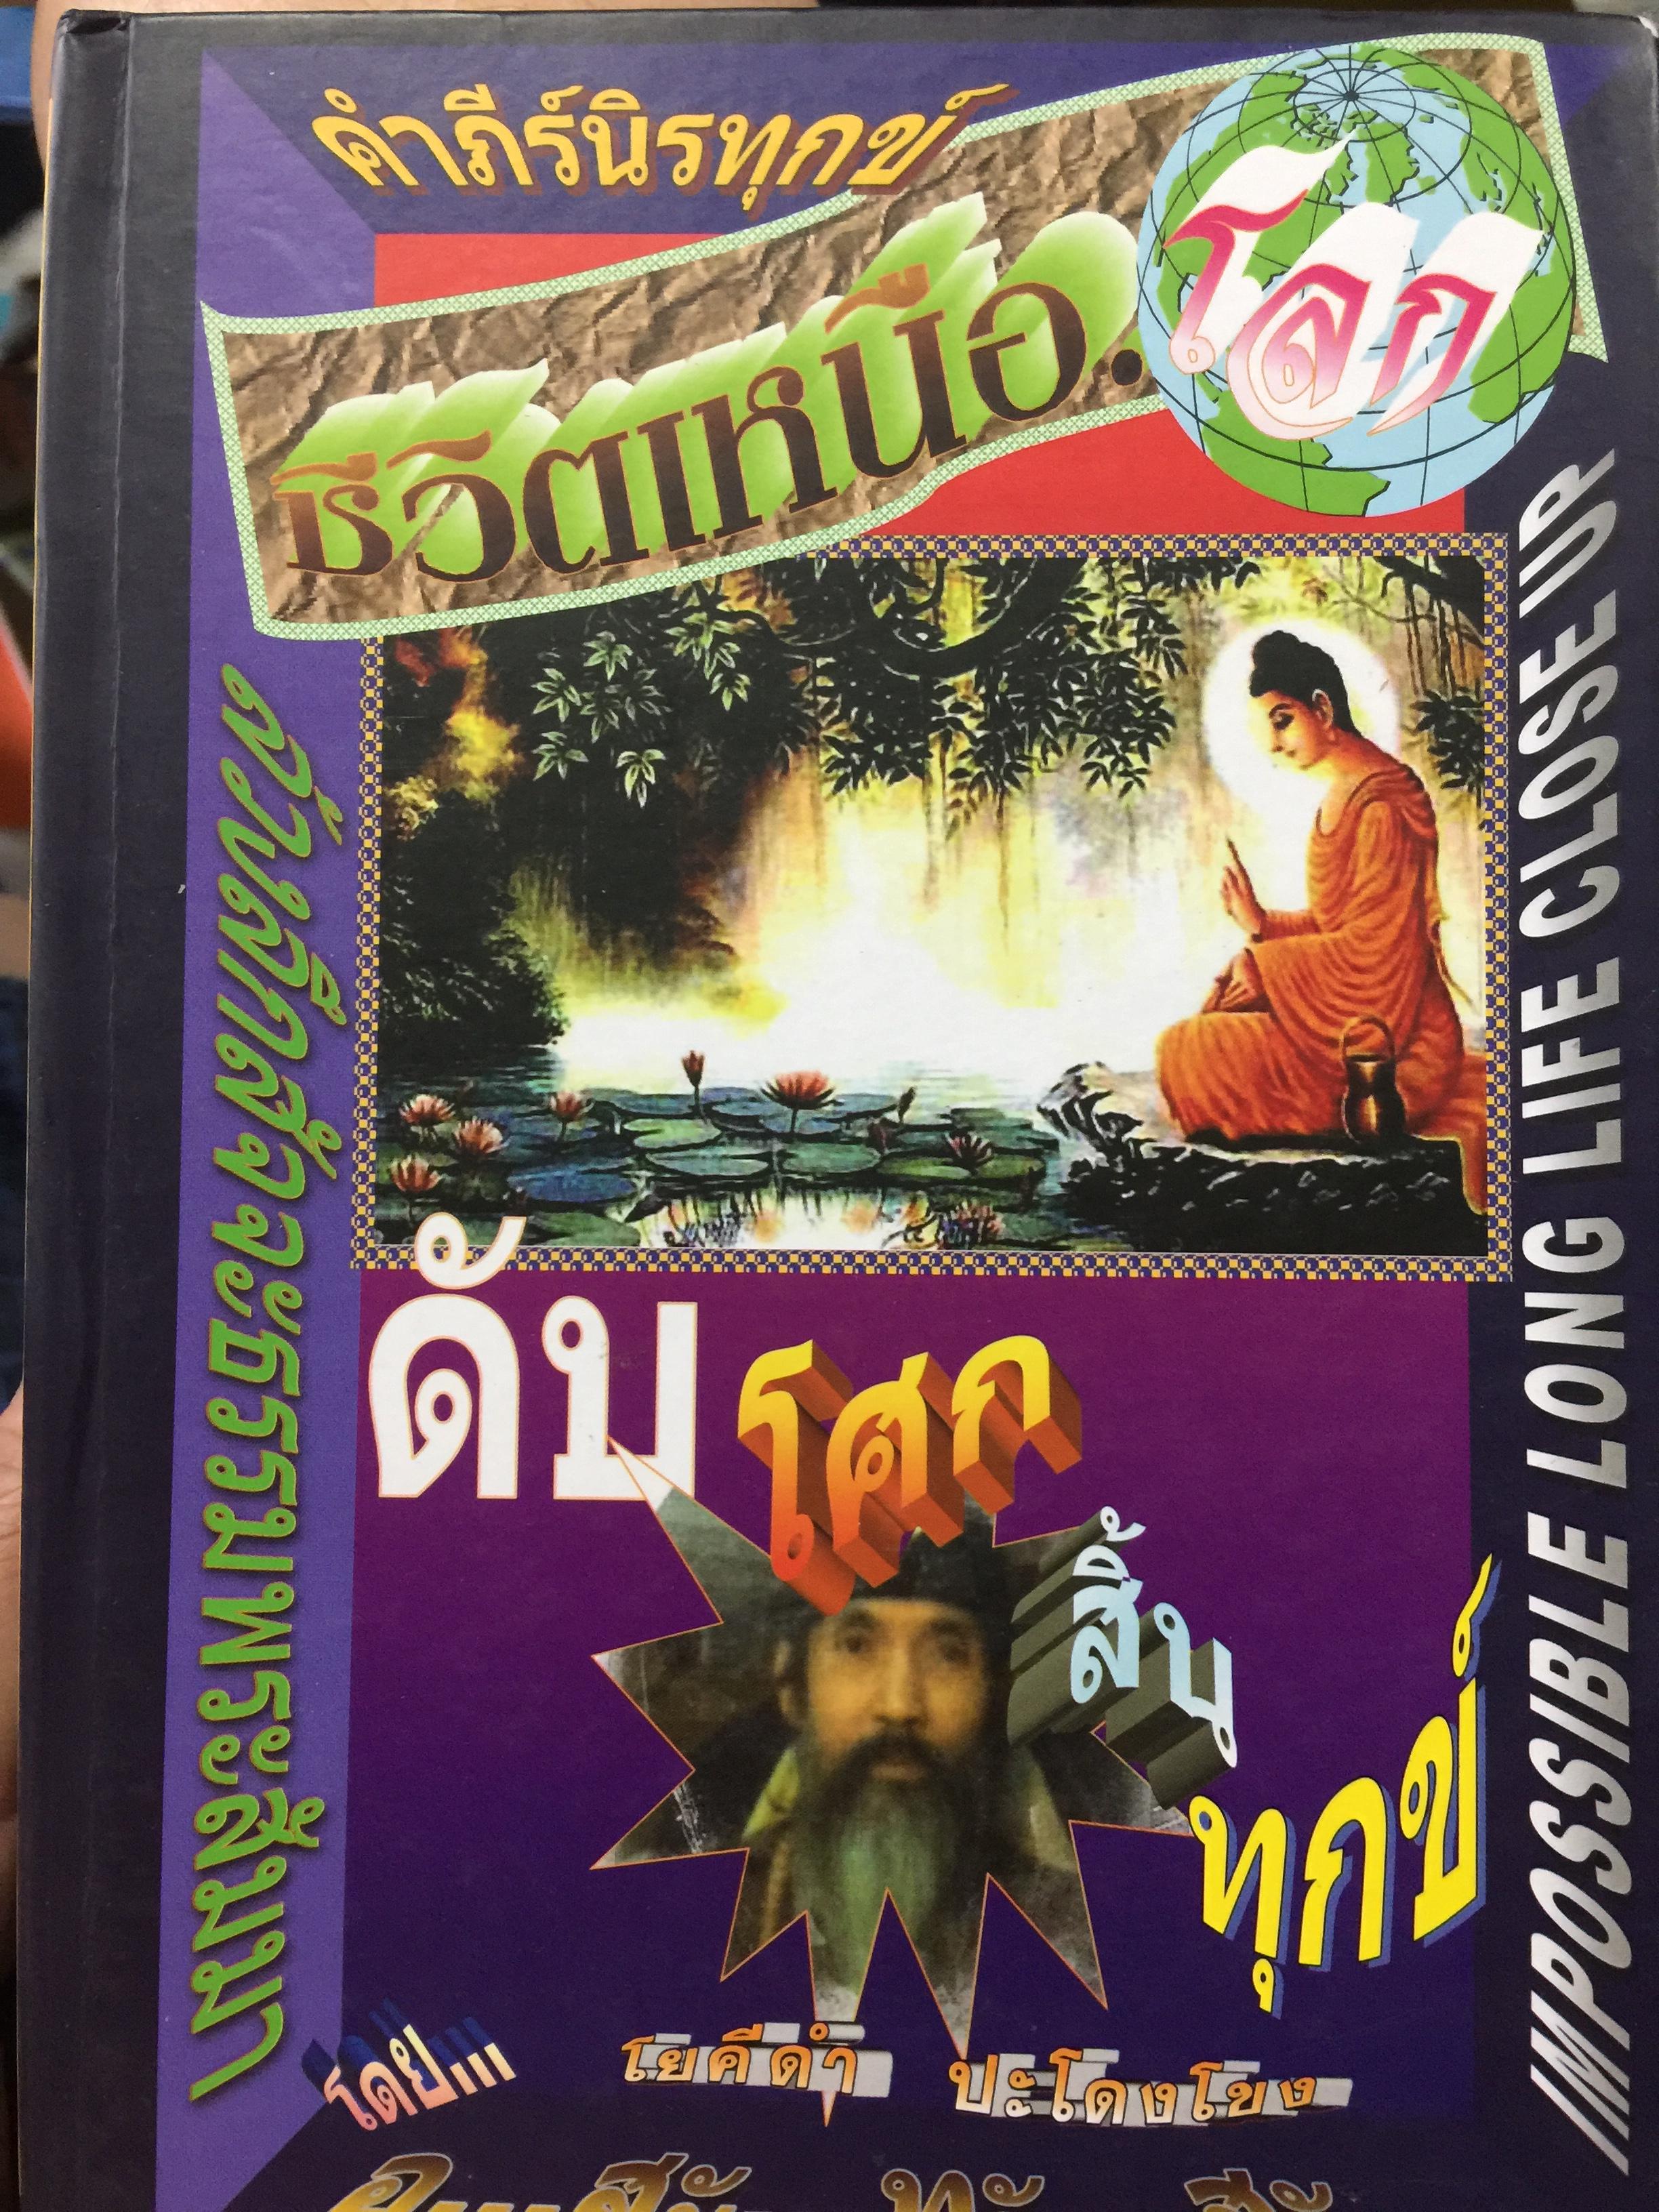 คำภีร์นิรทุกข์
ชีวิตเหนือ.
โลก
IMPOSSIBLE LONG LIFE CLOSE UP
ดับ
โศก
สิ้น
ทุกข์
โดย...
โยคีดำ ปะโดงโขง